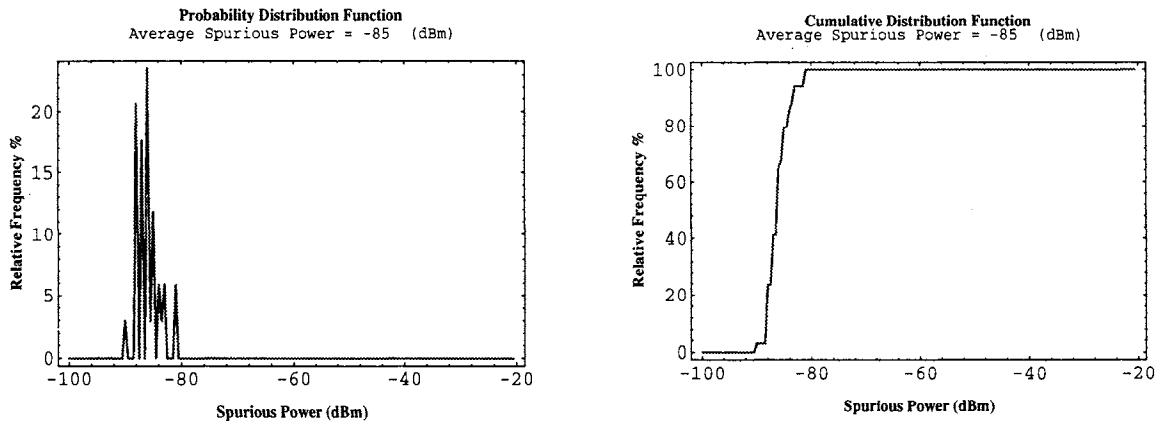 Probability Distribution Function
Average Spurious Power = -85 (dBm)
Relative Frequency %
20
15
10
5
0
-100
-80
-60
-40
-20
Spurious Power (dBm)
Cumulative Distribution Function
Average Spurious Power = -85 (dBm)
Relative Frequency %
100
80
60
40
20
0
-100
-80
-60
-40
-20
Spurious Power (dBm)